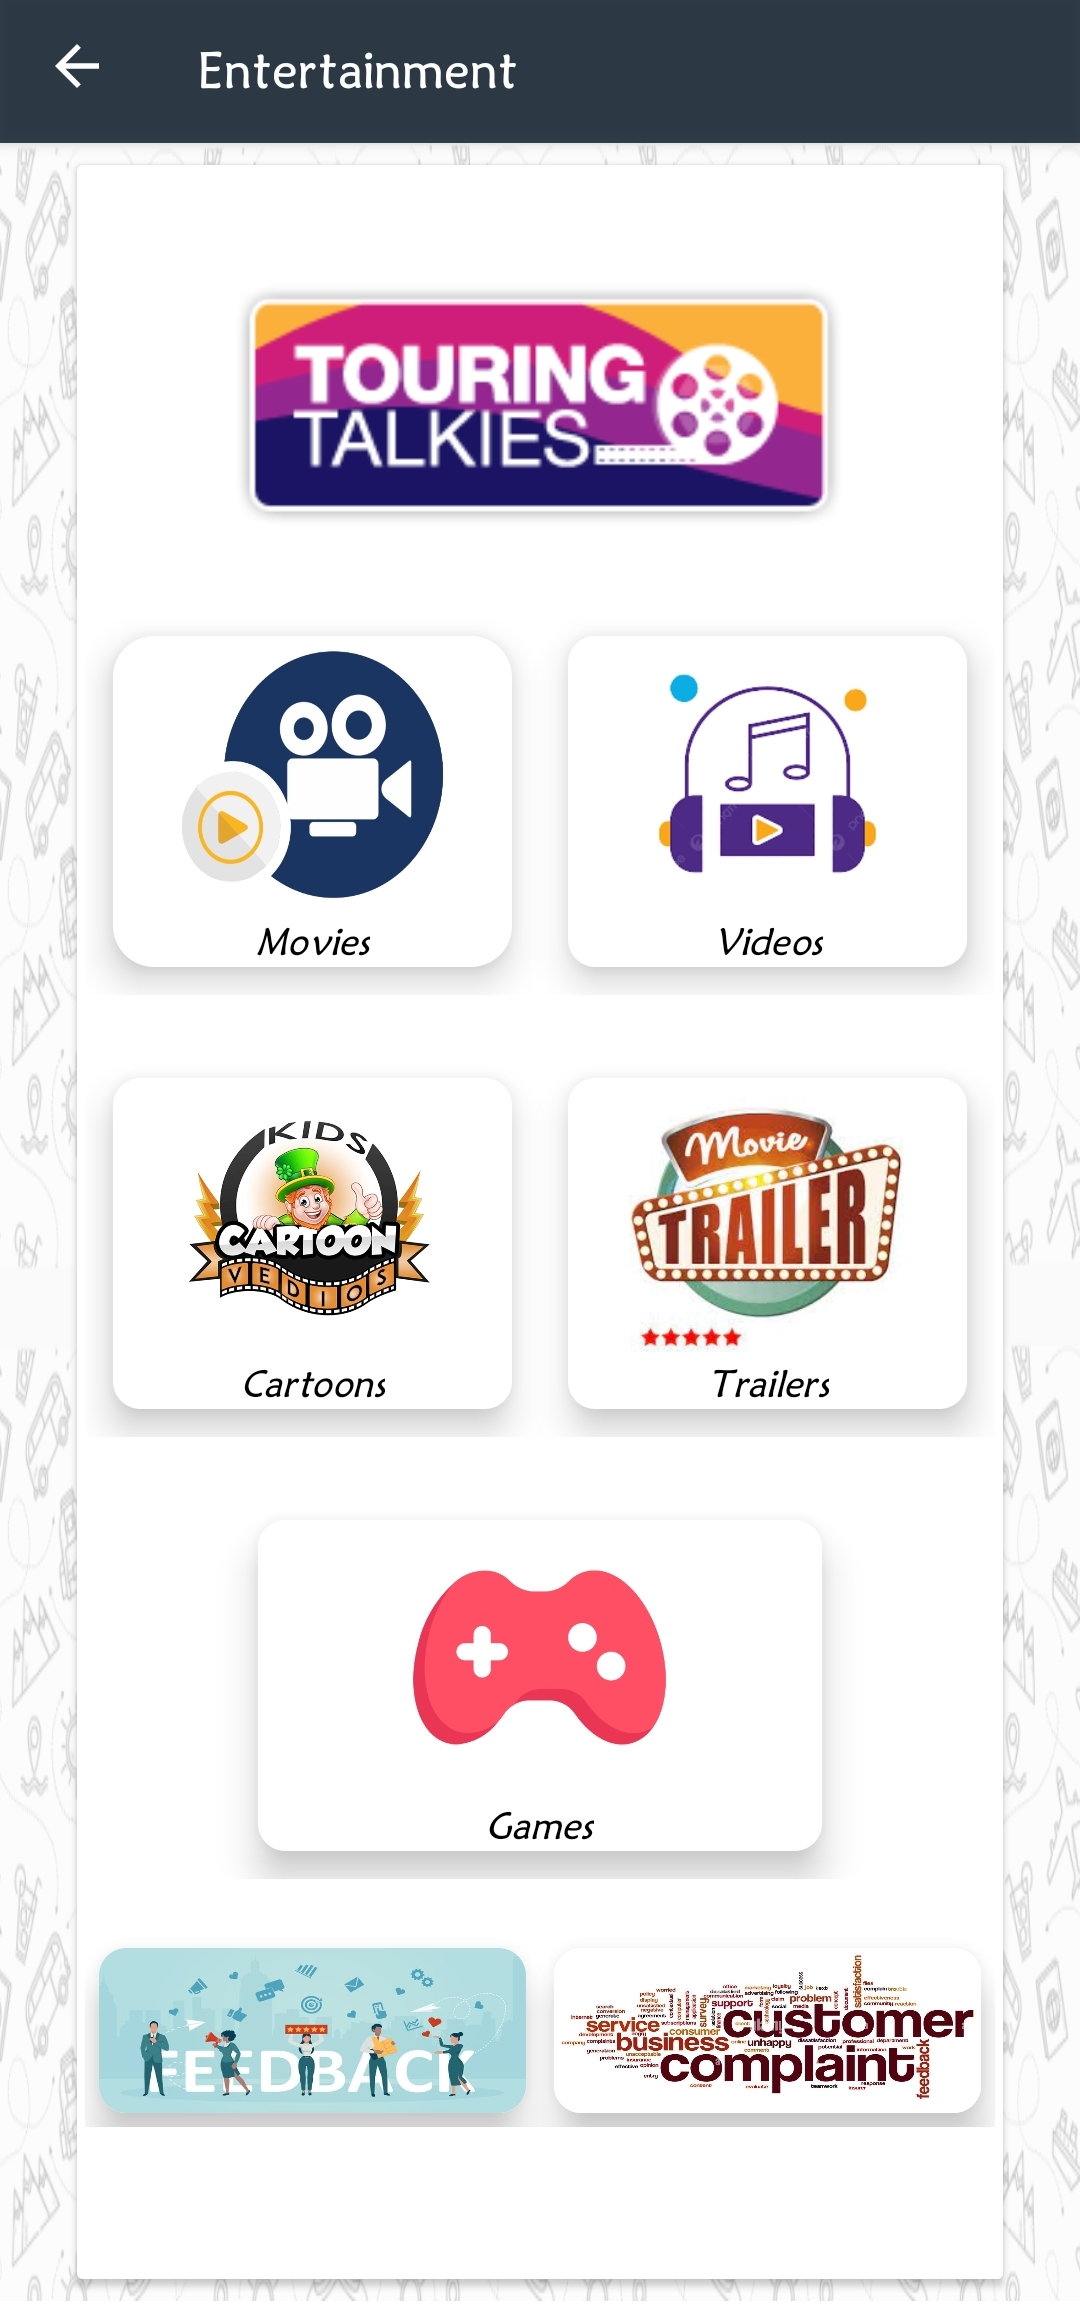 Entertainment
TOURING
TALKIES
Movies
Videos
KIDS
CARTOON
VEDIOS
Cartoons
Movie
TRAILER
Trailers
Games
FEEDBACK
customer
complaint
service
business
support
problem
consumer
unhappy
survey
satisfaction
feedback